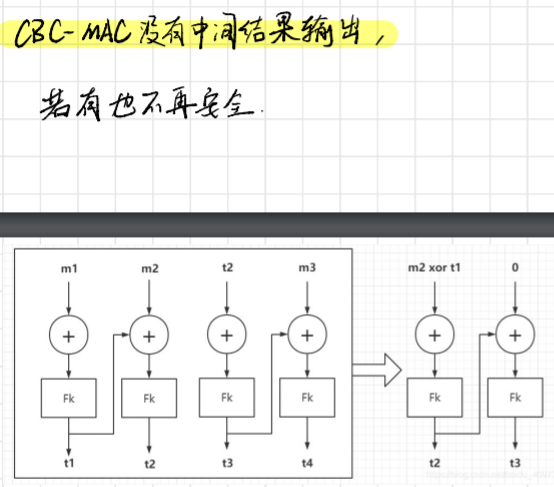 CBC-MAC 没有中间结果输出，
若有也不再安全.
m1 m2 t2 m3 m2 xor t1 0
+ + + + + +
Fk Fk Fk Fk Fk Fk
t1 t2 t3 t4 t2 t3